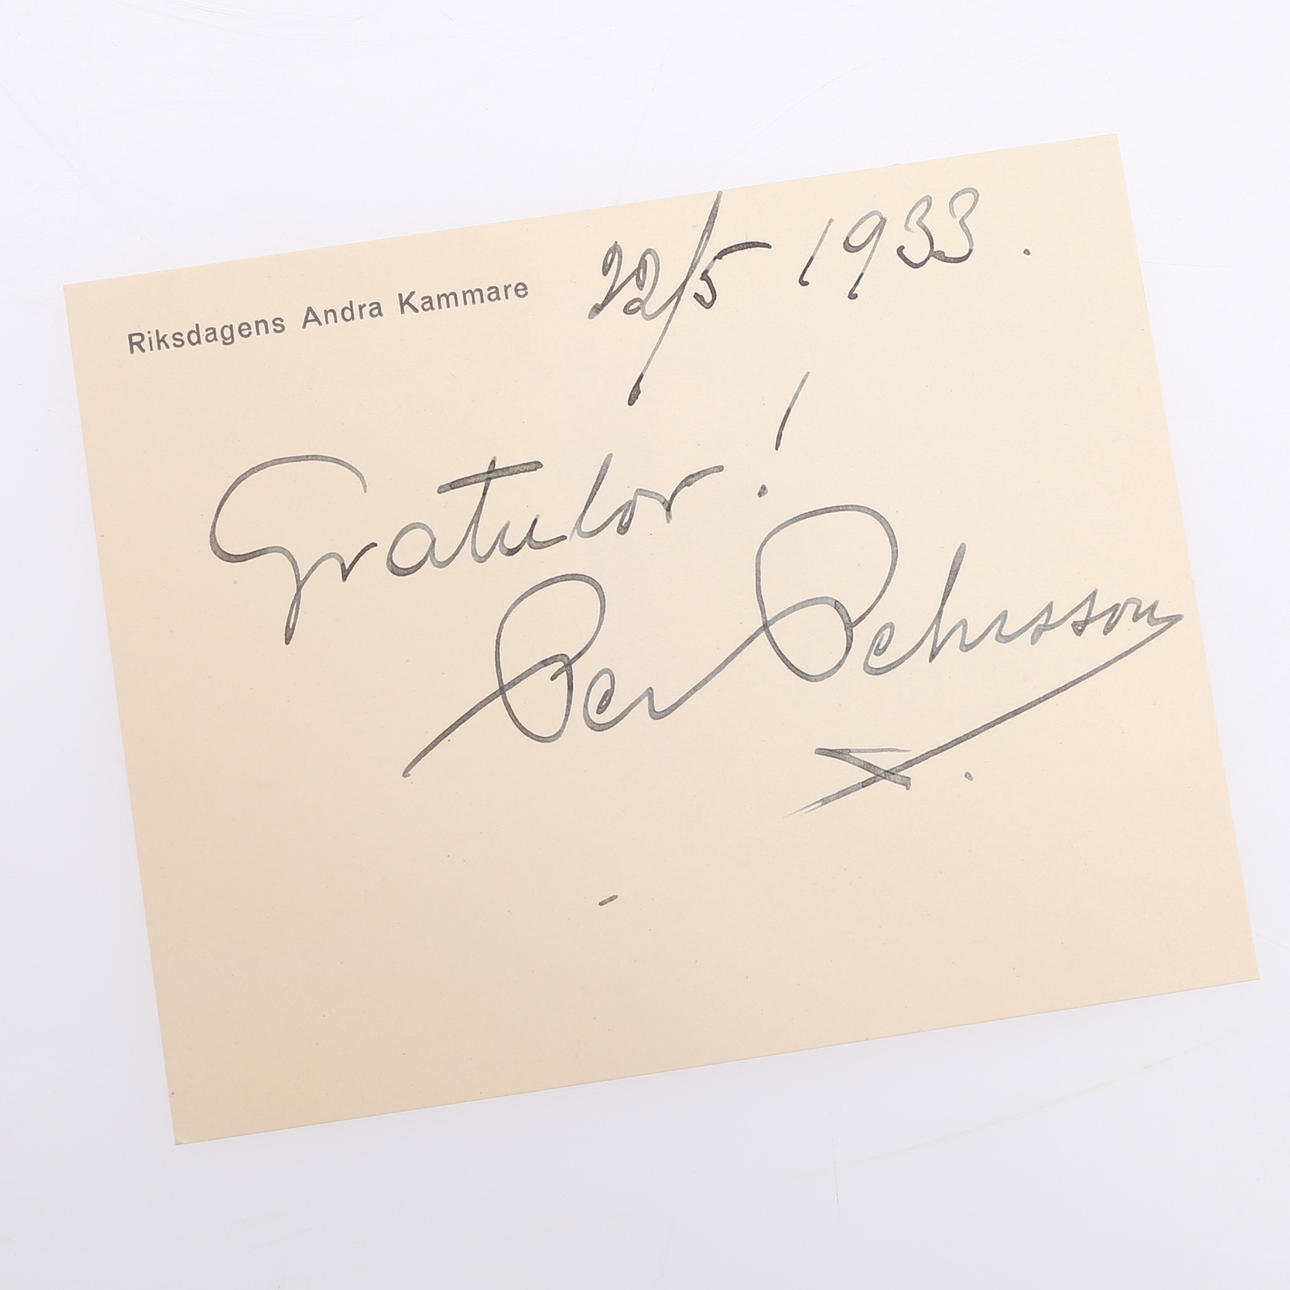 Riksdagens Andra Kammare
22/5 1933.
Gratulor!
Per Pehrsson